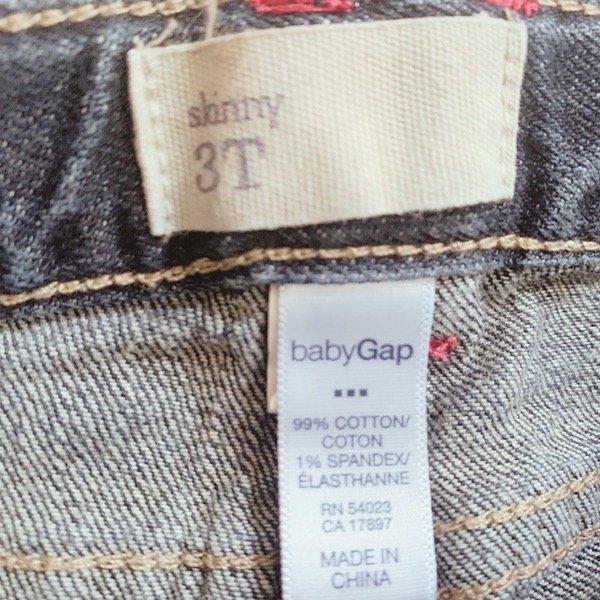 skinny
3T
babyGap
99% COTTON/
COTON
1% SPANDEX/
ÉLASTHANNE
RN 54023
CA 17897
MADE IN
CHINA